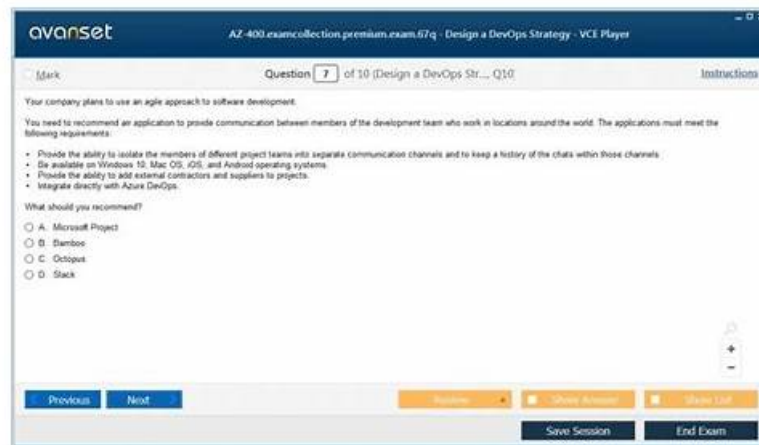 avanset
AZ-400.examcollection.premium.exam.67q - Design a DevOps Strategy - VCE Player
Mark
Question 7 of 10 (Design a DevOps Str..., Q10)
Instructions
Your company plans to use an agile approach to software development.
You need to recommend an application to provide communication between members of the development team who work in locations around the world. The applications must meet the
following requirements:
• Provide the ability to isolate the members of different project teams into separate communication channels and to keep a history of the chats within those channels.
• Be available on Windows 10, Mac OS, iOS, and Android operating systems.
• Provide the ability to add external contractors and suppliers to projects.
• Integrate directly with Azure DevOps.
What should you recommend?
A. Microsoft Project
B. Bamboo
C. Octopus
D. Slack
+
-
Previous
Next
Review
Show Answer
Show List
Save Session
End Exam